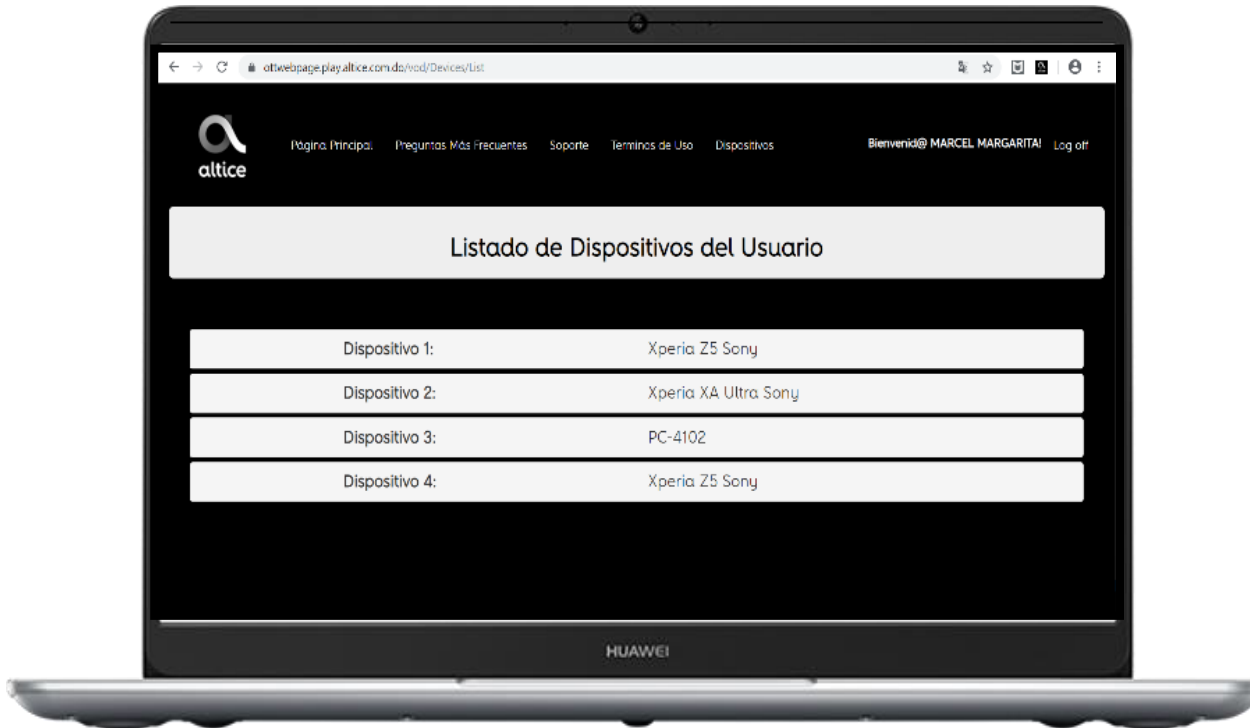 ottwebpage.play.altice.com.do/vod/Devices/List
altice
Página Principal Preguntas Más Frecuentes Soporte Terminos de Uso Dispositivos Bienvenid@ MARCEL MARGARITA! Log off
Listado de Dispositivos del Usuario
Dispositivo 1: Xperia Z5 Sony
Dispositivo 2: Xperia XA Ultra Sony
Dispositivo 3: PC-4102
Dispositivo 4: Xperia Z5 Sony
HUAWEI